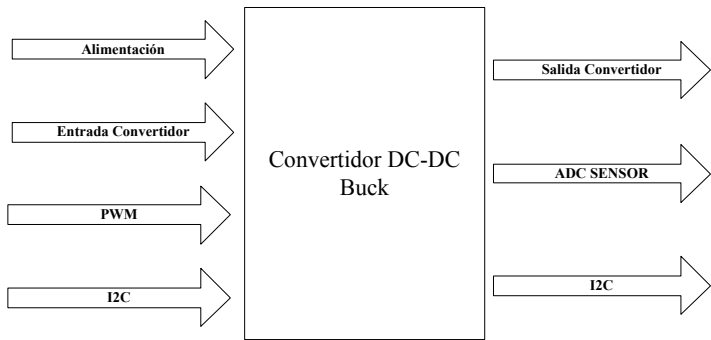 Alimentación
Entrada Convertidor
PWM
I2C
Convertidor DC-DC
Buck
Salida Convertidor
ADC SENSOR
I2C